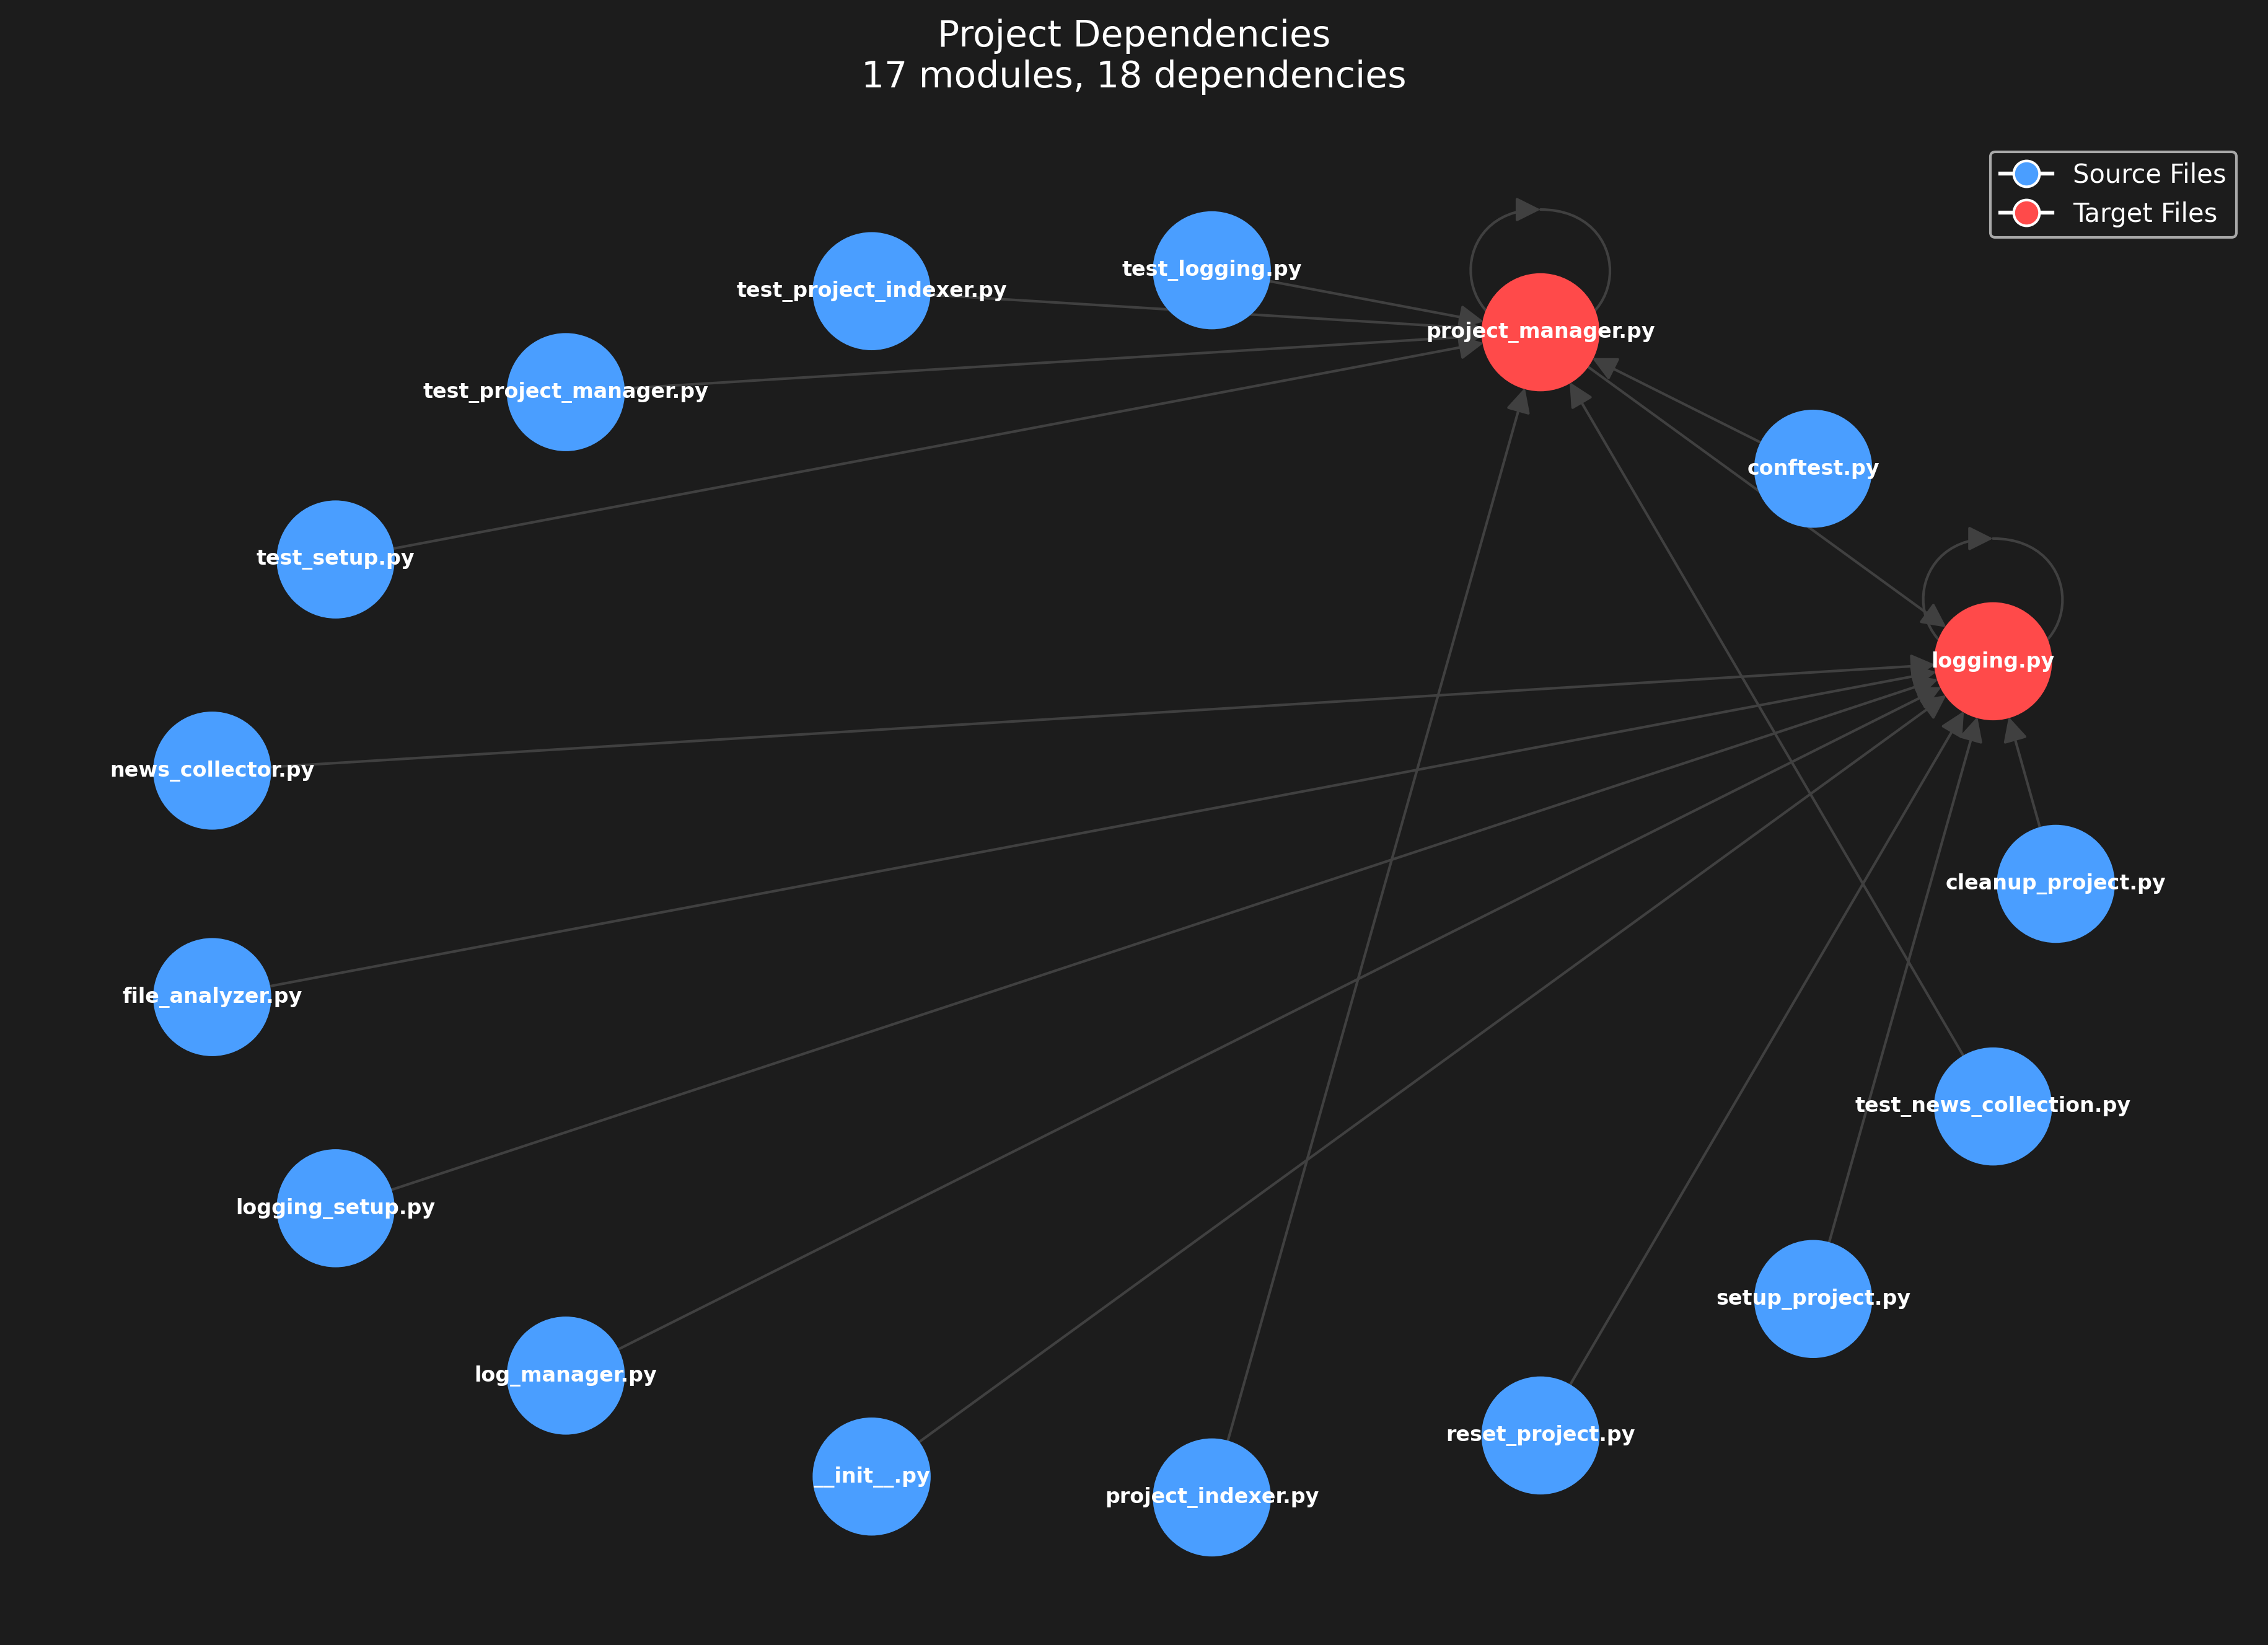 Project Dependencies
17 modules, 18 dependencies
Source Files
Target Files
test_logging.py
test_project_indexer.py
project_manager.py
test_project_manager.py
conftest.py
test_setup.py
logging.py
news_collector.py
cleanup_project.py
file_analyzer.py
test_news_collection.py
logging_setup.py
setup_project.py
log_manager.py
reset_project.py
__init__.py
project_indexer.py